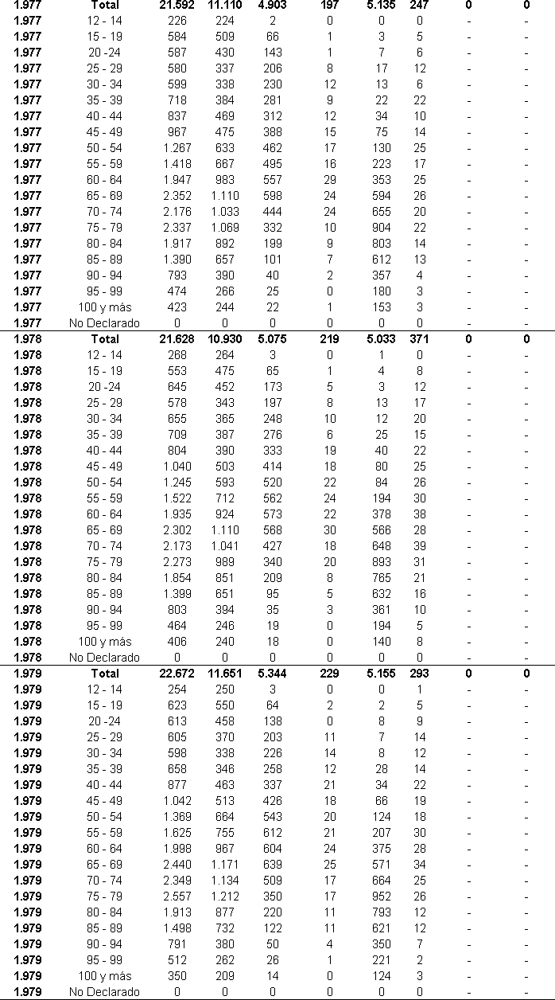 1.977 Total 21.592 11.110 4.903 197 5.135 247 0 0
1.977 12 - 14 226 224 2 0 0 0 - -
1.977 15 - 19 584 509 66 1 3 5 - -
1.977 20 -24 587 430 143 1 7 6 - -
1.977 25 - 29 580 337 206 8 17 12 - -
1.977 30 - 34 599 338 230 12 13 6 - -
1.977 35 - 39 718 384 281 9 22 22 - -
1.977 40 - 44 837 469 312 12 34 10 - -
1.977 45 - 49 967 475 388 15 75 14 - -
1.977 50 - 54 1.267 633 462 17 130 25 - -
1.977 55 - 59 1.418 667 495 16 223 17 - -
1.977 60 - 64 1.947 983 557 29 353 25 - -
1.977 65 - 69 2.352 1.110 598 24 594 26 - -
1.977 70 - 74 2.176 1.033 444 24 655 20 - -
1.977 75 - 79 2.337 1.069 332 10 904 22 - -
1.977 80 - 84 1.917 892 199 9 803 14 - -
1.977 85 - 89 1.390 657 101 7 612 13 - -
1.977 90 - 94 793 390 40 2 357 4 - -
1.977 95 - 99 474 266 25 0 180 3 - -
1.977 100 y más 423 244 22 1 153 3 - -
1.977 No Declarado 0 0 0 0 0 0 - -
1.978 Total 21.628 10.930 5.075 219 5.033 371 0 0
1.978 12 - 14 268 264 3 0 1 0 - -
1.978 15 - 19 553 475 65 1 4 8 - -
1.978 20 -24 645 452 173 5 3 12 - -
1.978 25 - 29 578 343 197 8 13 17 - -
1.978 30 - 34 655 365 248 10 12 20 - -
1.978 35 - 39 709 387 276 6 25 15 - -
1.978 40 - 44 804 390 333 19 40 22 - -
1.978 45 - 49 1.040 503 414 18 80 25 - -
1.978 50 - 54 1.245 593 520 22 84 26 - -
1.978 55 - 59 1.522 712 562 24 194 30 - -
1.978 60 - 64 1.935 924 573 22 378 38 - -
1.978 65 - 69 2.302 1.110 568 30 566 28 - -
1.978 70 - 74 2.173 1.041 427 18 648 39 - -
1.978 75 - 79 2.273 989 340 20 893 31 - -
1.978 80 - 84 1.854 851 209 8 765 21 - -
1.978 85 - 89 1.399 651 95 5 632 16 - -
1.978 90 - 94 803 394 35 3 361 10 - -
1.978 95 - 99 464 246 19 0 194 5 - -
1.978 100 y más 406 240 18 0 140 8 - -
1.978 No Declarado 0 0 0 0 0 0 - -
1.979 Total 22.672 11.651 5.344 229 5.155 293 0 0
1.979 12 - 14 254 250 3 0 0 1 - -
1.979 15 - 19 623 550 64 2 2 5 - -
1.979 20 -24 613 458 138 0 8 9 - -
1.979 25 - 29 605 370 203 11 7 14 - -
1.979 30 - 34 598 338 226 14 8 12 - -
1.979 35 - 39 658 346 258 12 28 14 - -
1.979 40 - 44 877 463 337 21 34 22 - -
1.979 45 - 49 1.042 513 426 18 66 19 - -
1.979 50 - 54 1.369 664 543 20 124 18 - -
1.979 55 - 59 1.625 755 612 21 207 30 - -
1.979 60 - 64 1.998 967 604 24 375 28 - -
1.979 65 - 69 2.440 1.171 639 25 571 34 - -
1.979 70 - 74 2.349 1.134 509 17 664 25 - -
1.979 75 - 79 2.557 1.212 350 17 952 26 - -
1.979 80 - 84 1.913 877 220 11 793 12 - -
1.979 85 - 89 1.498 732 122 11 621 12 - -
1.979 90 - 94 791 380 50 4 350 7 - -
1.979 95 - 99 512 262 26 1 221 2 - -
1.979 100 y más 350 209 14 0 124 3 - -
1.979 No Declarado 0 0 0 0 0 0 - -